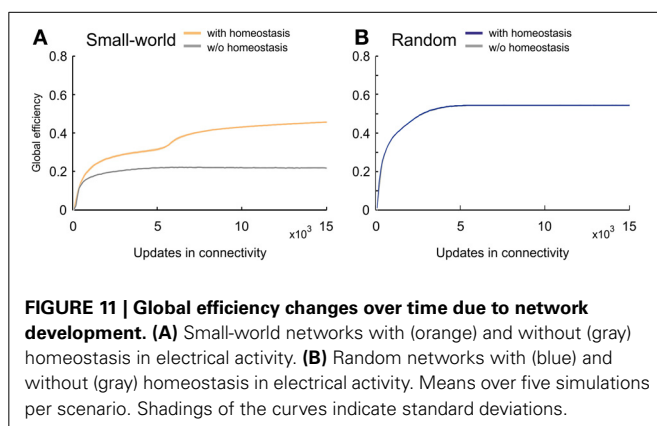 A
Small-world
with homeostasis
w/o homeostasis
0.8
0.6
0.4
0.2
0
Global efficiency
0
5
10
15
x10³
Updates in connectivity
B
Random
with homeostasis
w/o homeostasis
0.8
0.6
0.4
0.2
0
0
5
10
15
x10³
Updates in connectivity
FIGURE 11 | Global efficiency changes over time due to network
development. (A) Small-world networks with (orange) and without (gray)
homeostasis in electrical activity. (B) Random networks with (blue) and
without (gray) homeostasis in electrical activity. Means over five simulations
per scenario. Shadings of the curves indicate standard deviations.